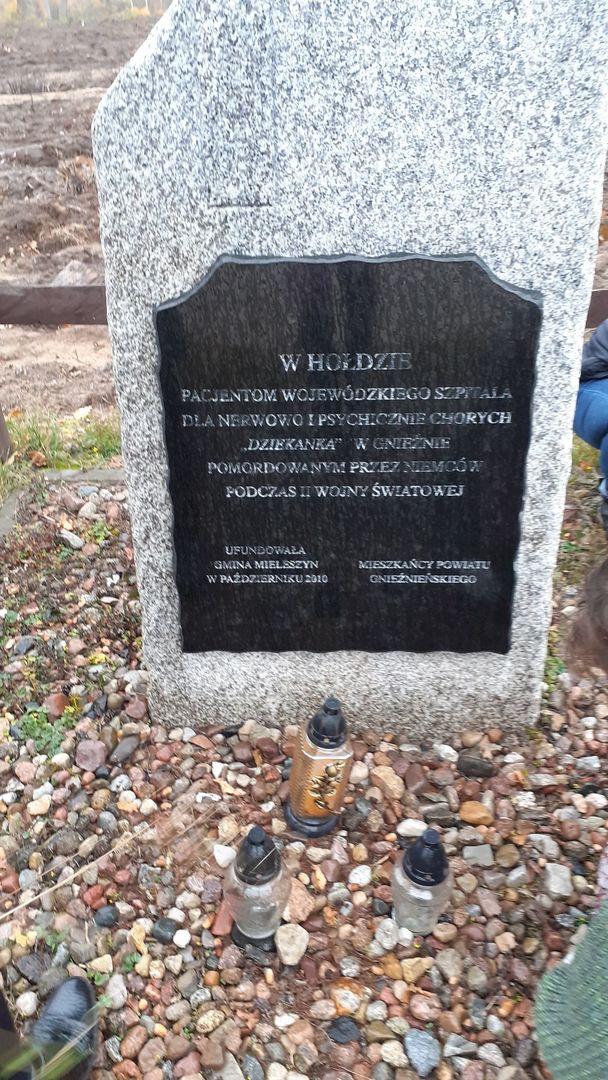 W HOŁDZIE
PACJENTOM WOJEWÓDZKIEGO SZPITALA
DLA NERWOWO I PSYCHICZNIE CHORYCH
„DZIEKANKA" W GNIEŹNIE
POMORDOWANYM PRZEZ NIEMCÓW
PODCZAS II WOJNY ŚWIATOWEJ
UFUNDOWAŁA
GMINA MIELESZYN
W PAŹDZIERNIKU 2010
MIESZKAŃCY POWIATU
GNIEŹNIEŃSKIEGO